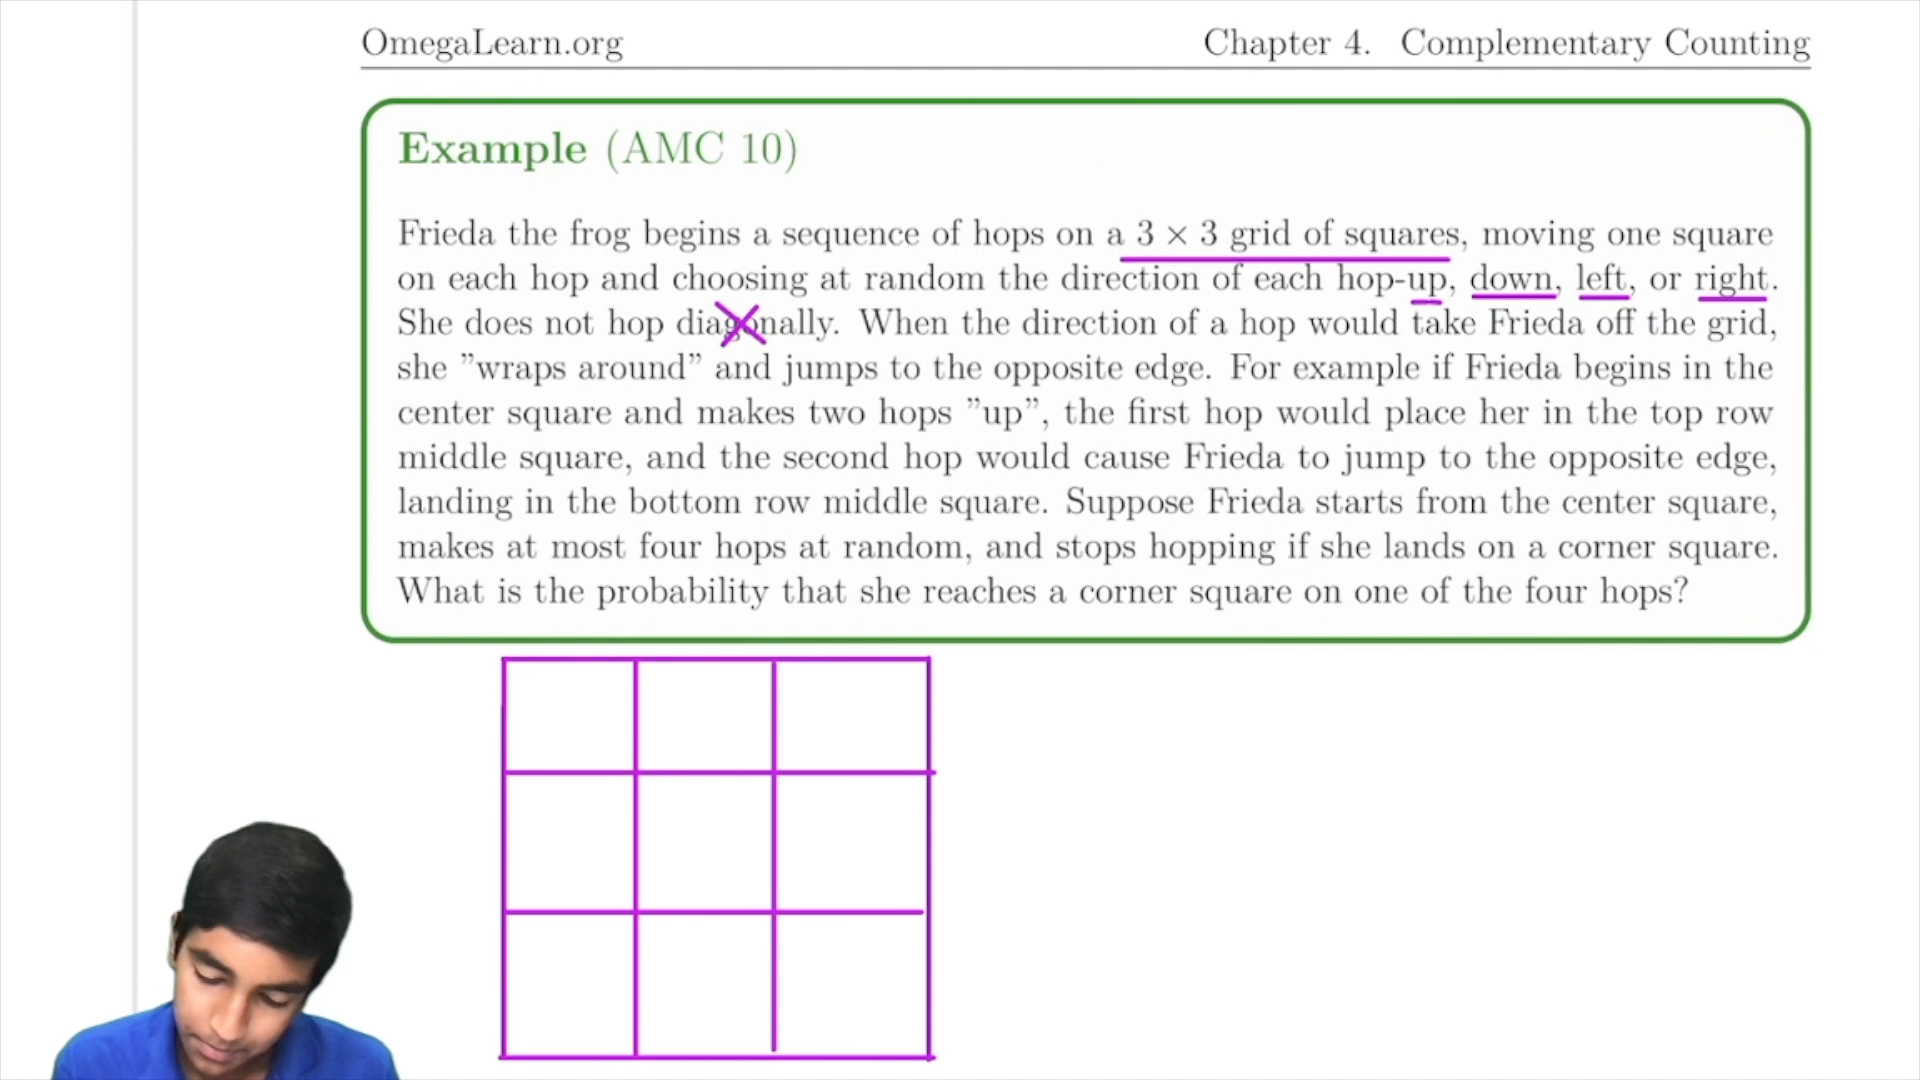 OmegaLearn.org
Chapter 4. Complementary Counting
Example (AMC 10)
Frieda the frog begins a sequence of hops on a 3 × 3 grid of squares, moving one square
on each hop and choosing at random the direction of each hop-up, down, left, or right.
She does not hop diagonally. When the direction of a hop would take Frieda off the grid,
she "wraps around" and jumps to the opposite edge. For example if Frieda begins in the
center square and makes two hops "up", the first hop would place her in the top row
middle square, and the second hop would cause Frieda to jump to the opposite edge,
landing in the bottom row middle square. Suppose Frieda starts from the center square,
makes at most four hops at random, and stops hopping if she lands on a corner square.
What is the probability that she reaches a corner square on one of the four hops?